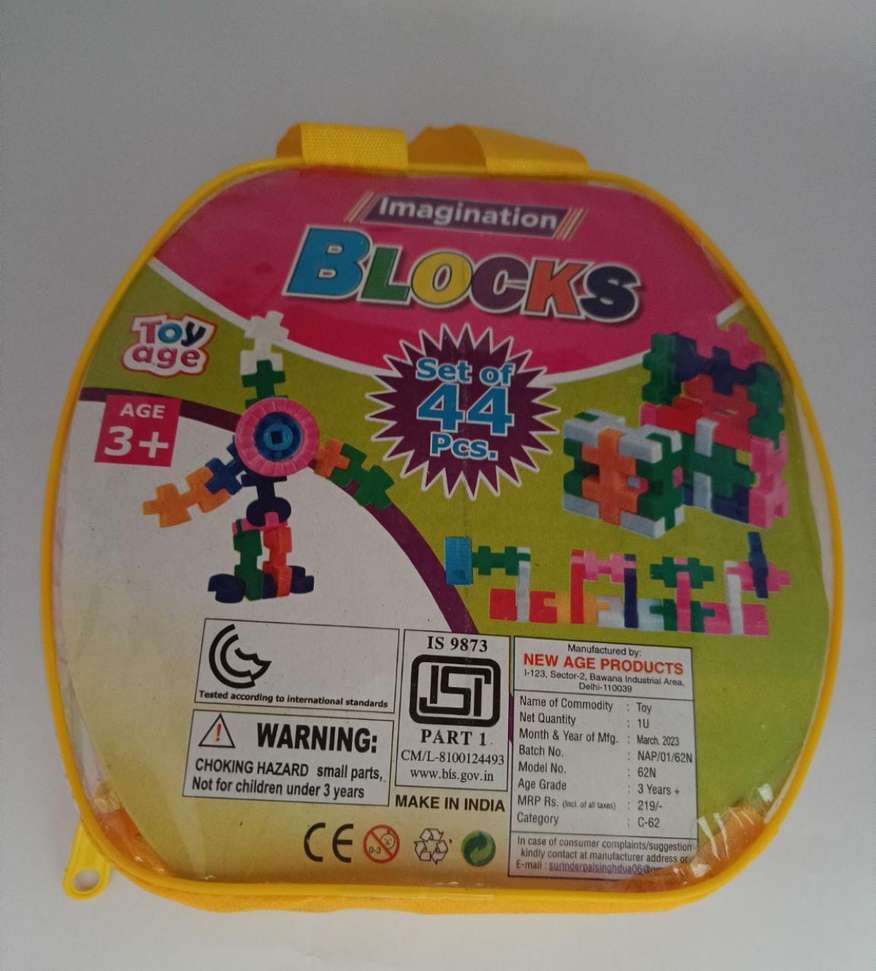 Imagination
BLOCKS
Toy
age
Set of
44
Pcs.
AGE
3+
Tested according to international standards
WARNING:
CHOKING HAZARD small parts,
Not for children under 3 years
IS 9873
ISI
PART 1
CM/L-8100124493
www.bis.gov.in
MAKE IN INDIA
CE
0-3
Manufactured by:
NEW AGE PRODUCTS
I-123, Sector-2, Bawana Industrial Area,
Delhi-110039
Name of Commodity : Toy
Net Quantity : 1U
Month & Year of Mfg. : March, 2023
Batch No. : NAP/01/62N
Model No. : 62N
Age Grade : 3 Years +
MRP Rs. (Incl. of all taxes) : 219/-
Category : C-62
In case of consumer complaints/suggestion
kindly contact at manufacturer address or
E-mail : surinderpalsinghdua06@